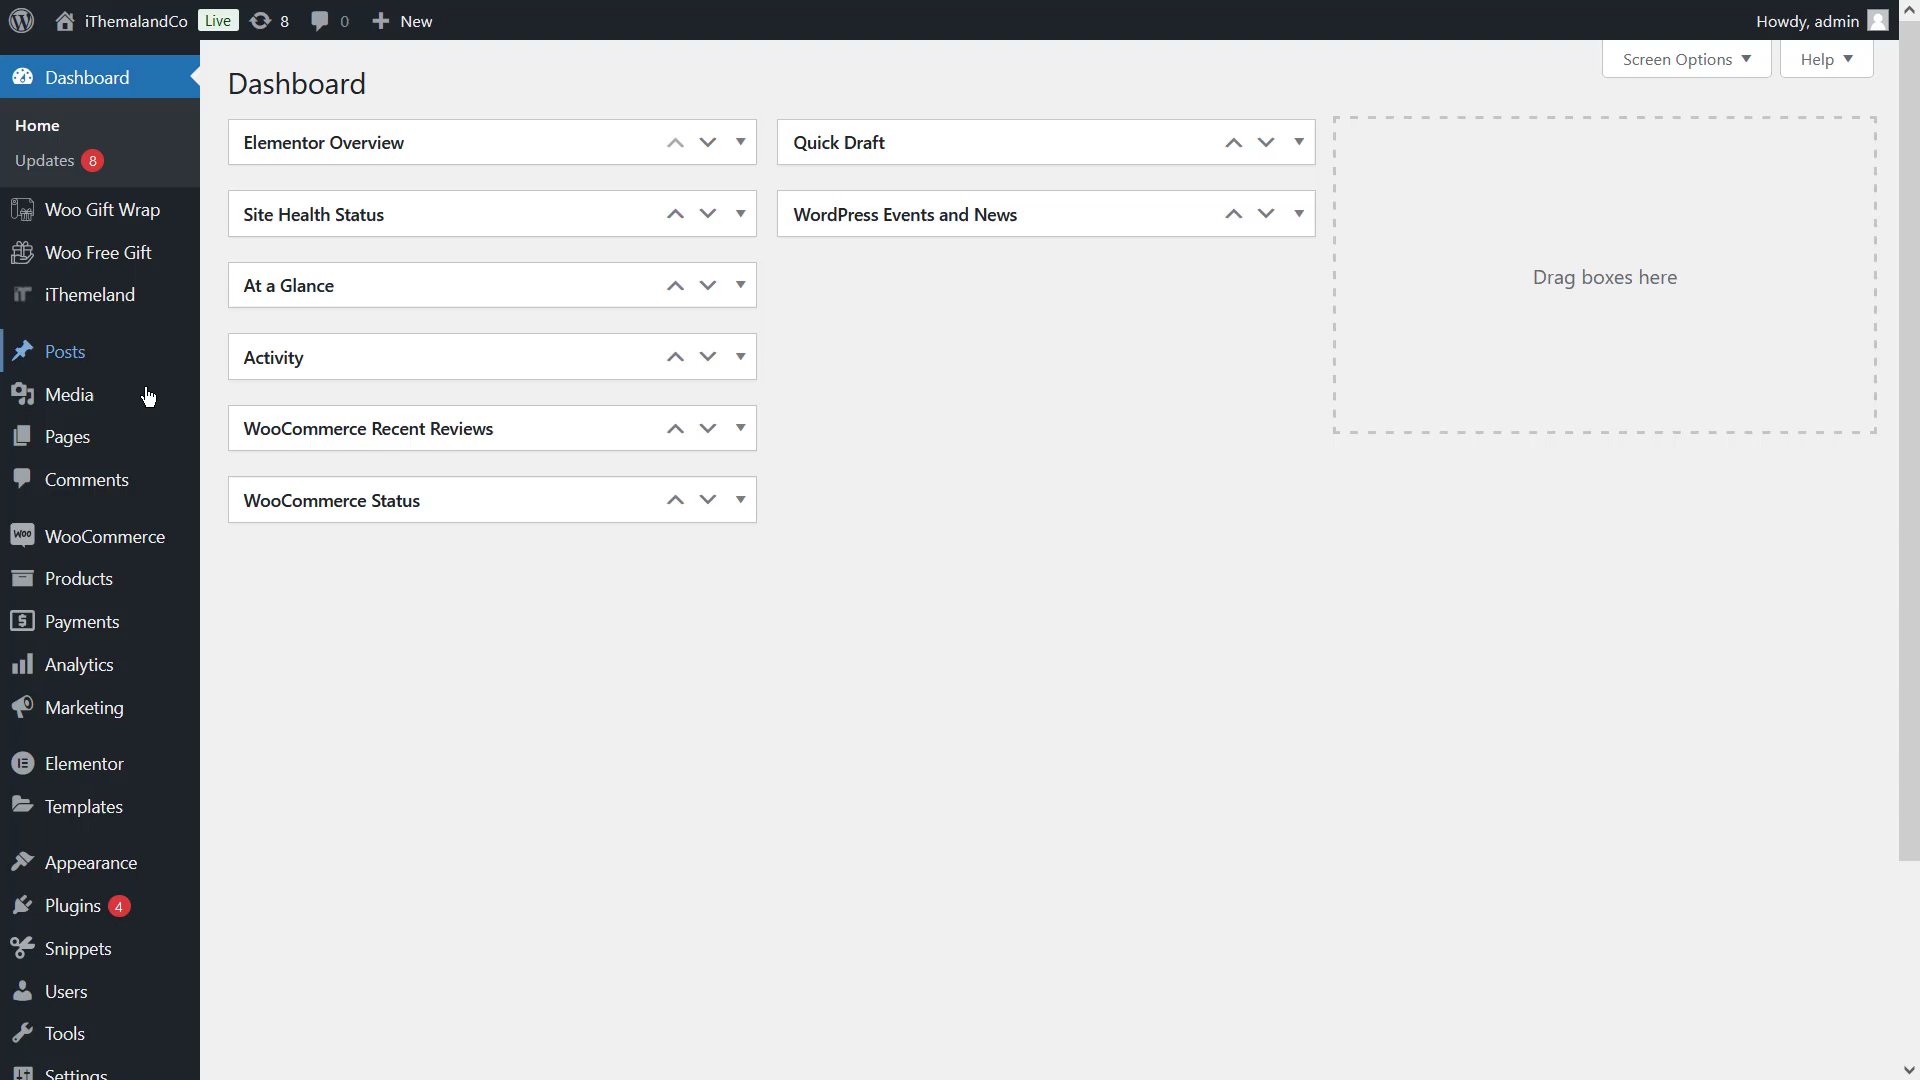 iThemalandCo Live 8 0 New Howdy, admin
Screen Options Help
Dashboard
Home
Updates 8
Woo Gift Wrap
Woo Free Gift
iThemeland
Posts
Media
Pages
Comments
WooCommerce
Products
Payments
Analytics
Marketing
Elementor
Templates
Appearance
Plugins 4
Snippets
Users
Tools
Settings
Dashboard
Elementor Overview
Site Health Status
At a Glance
Activity
WooCommerce Recent Reviews
WooCommerce Status
Quick Draft
WordPress Events and News
Drag boxes here